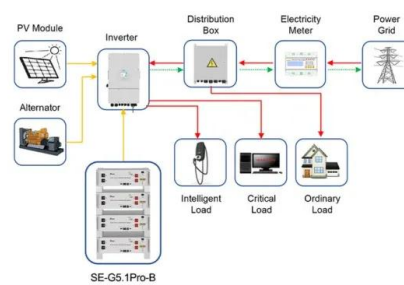 PV Module
Inverter
Distribution
Box
Electricity
Meter
Power
Grid
Alternator
Intelligent
Load
Critical
Load
Ordinary
Load
SE-G5.1Pro-B